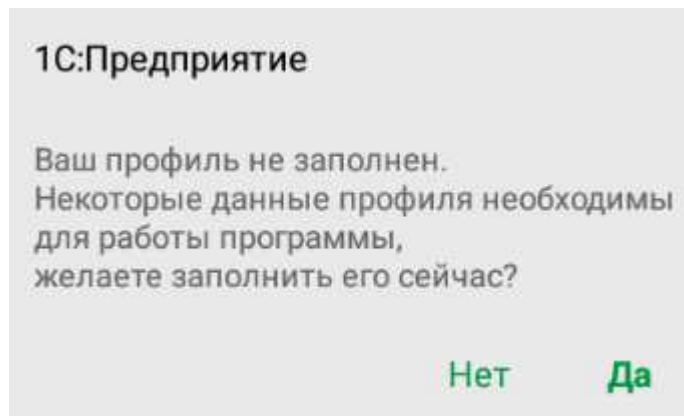 1С:Предприятие
Ваш профиль не заполнен.
Некоторые данные профиля необходимы
для работы программы,
желаете заполнить его сейчас?
Нет Да